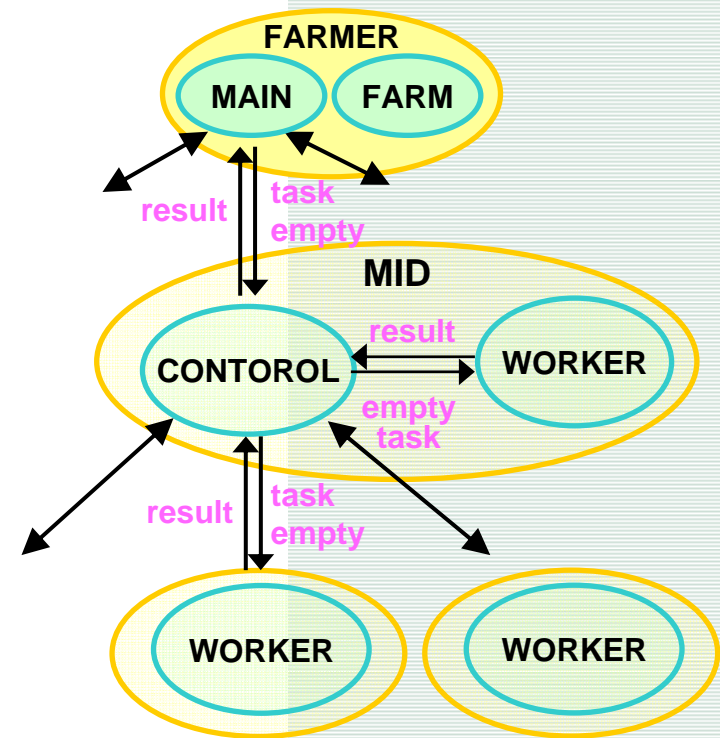 FARMER
MAIN
FARM
result
task
empty
MID
result
CONTOROL
WORKER
empty
task
result
task
empty
WORKER
WORKER